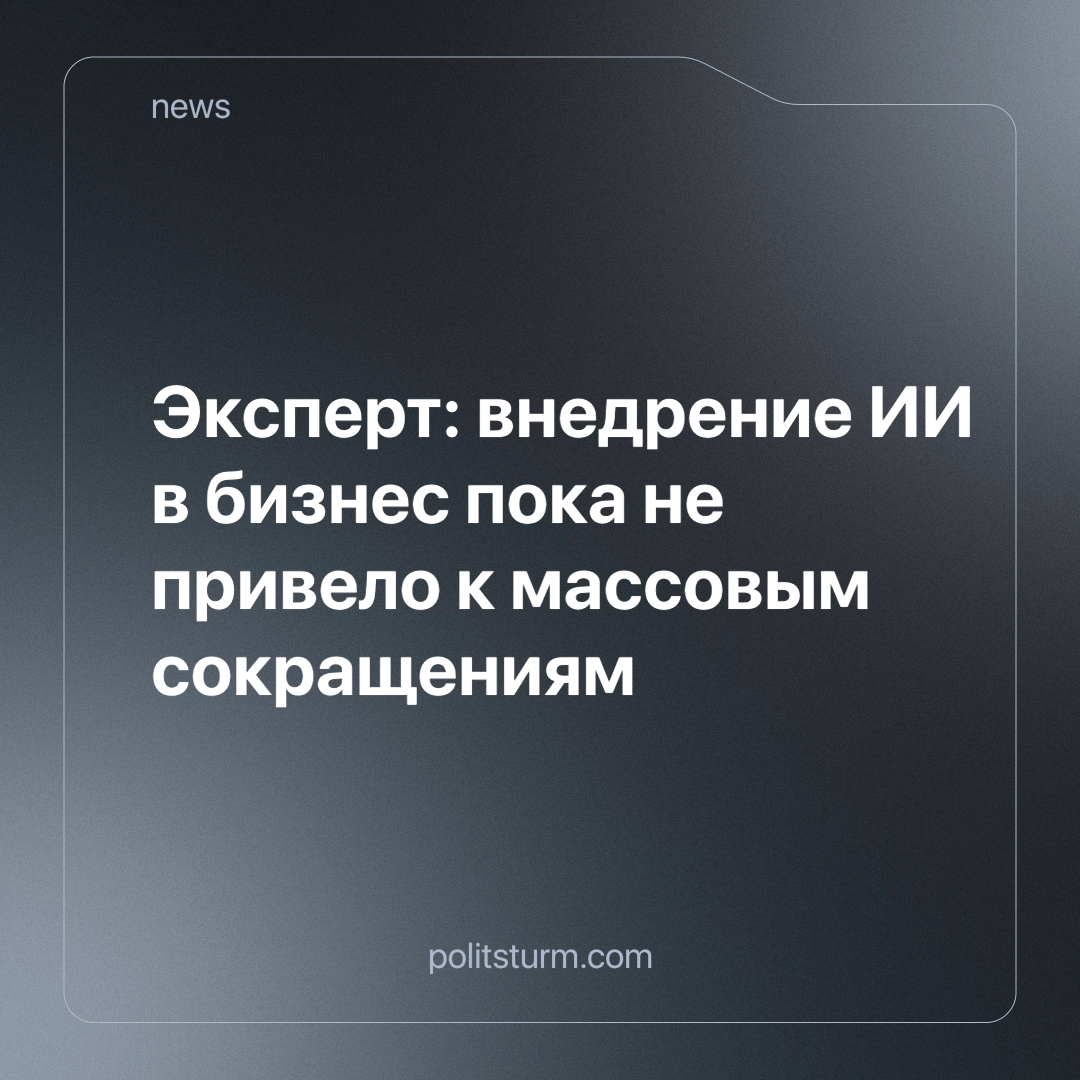 news
Эксперт: внедрение ИИ
в бизнес пока не
привело к массовым
сокращениям
politsturm.com